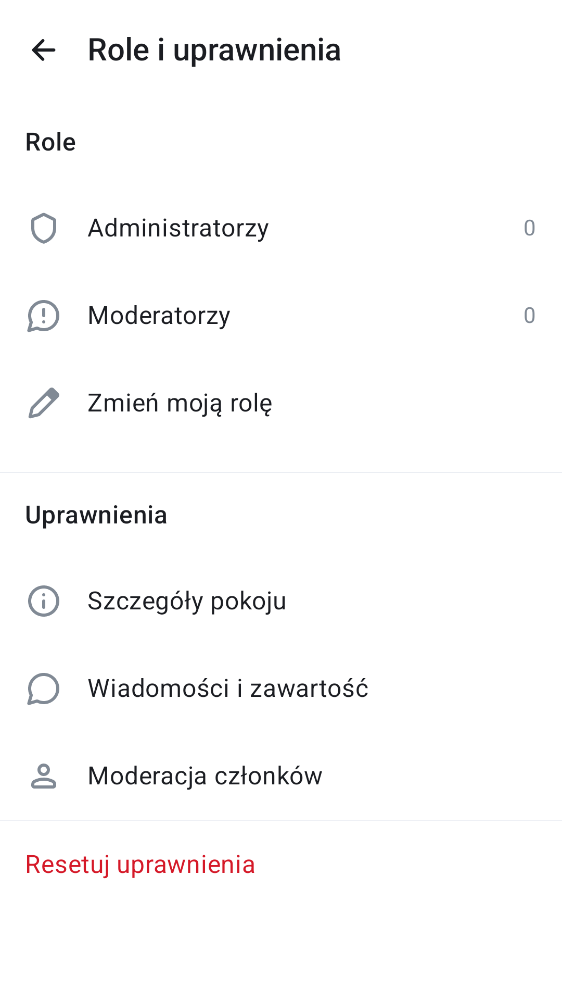 Role i uprawnienia
Role
Administratorzy 0
Moderatorzy 0
Zmień moją rolę
Uprawnienia
Szczegóły pokoju
Wiadomości i zawartość
Moderacja członków
Resetuj uprawnienia